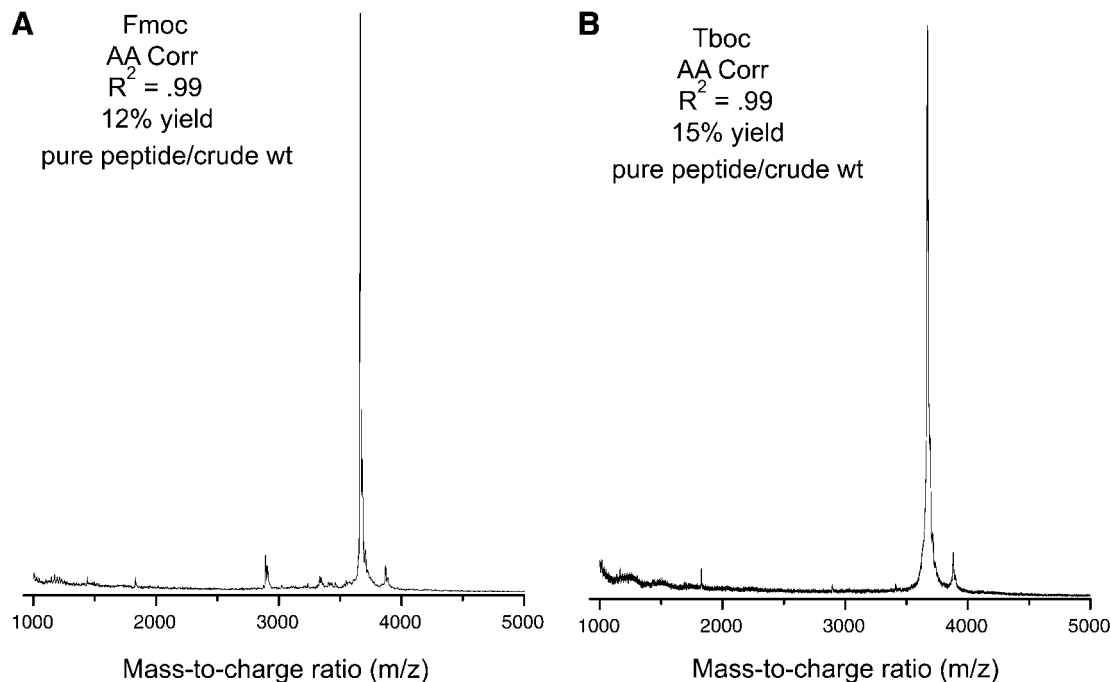 A
Fmoc
AA Corr
R² = .99
12% yield
pure peptide/crude wt
1000 2000 3000 4000 5000
Mass-to-charge ratio (m/z)
B
Tboc
AA Corr
R² = .99
15% yield
pure peptide/crude wt
1000 2000 3000 4000 5000
Mass-to-charge ratio (m/z)